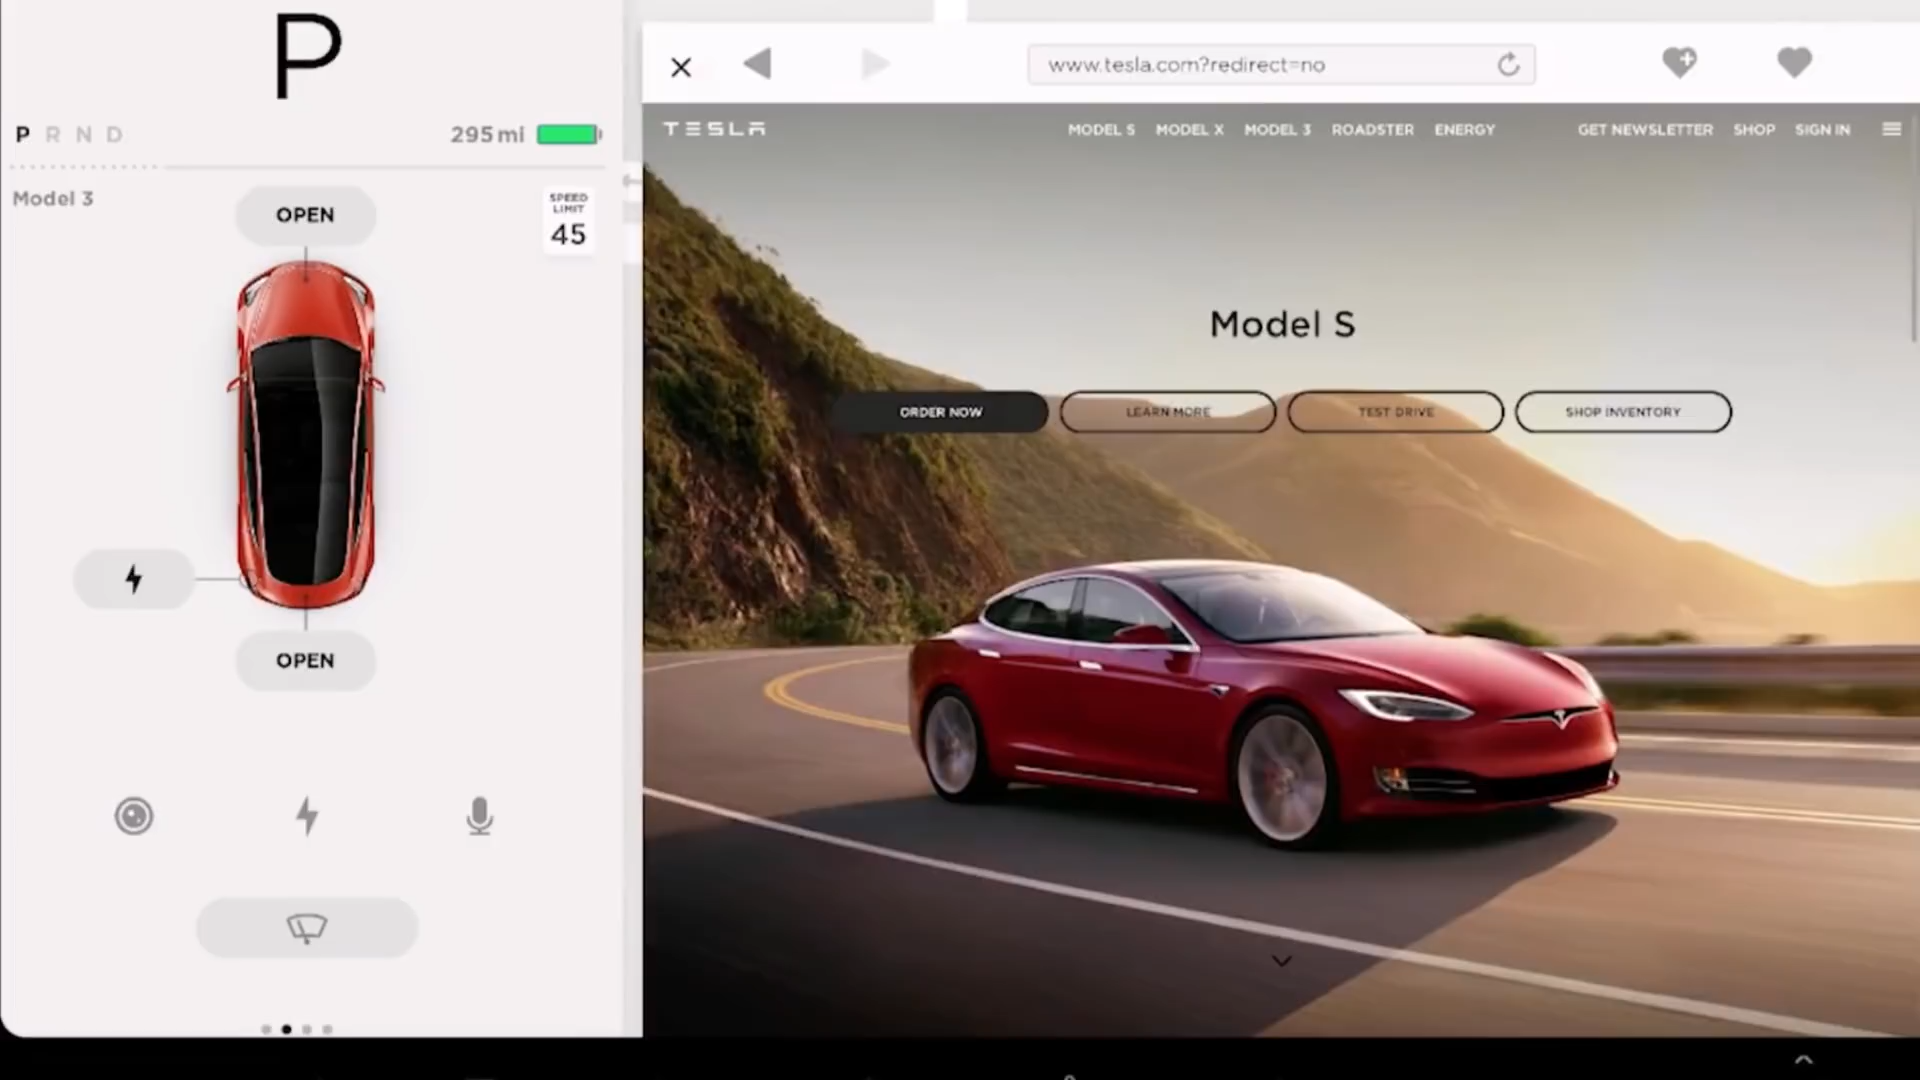 P
P R N D
295 mi
Model 3
OPEN
SPEED
LIMIT
45
OPEN
www.tesla.com?redirect=no
TESLA
MODEL S MODEL X MODEL 3 ROADSTER ENERGY
GET NEWSLETTER SHOP SIGN IN
Model S
ORDER NOW
LEARN MORE
TEST DRIVE
SHOP INVENTORY